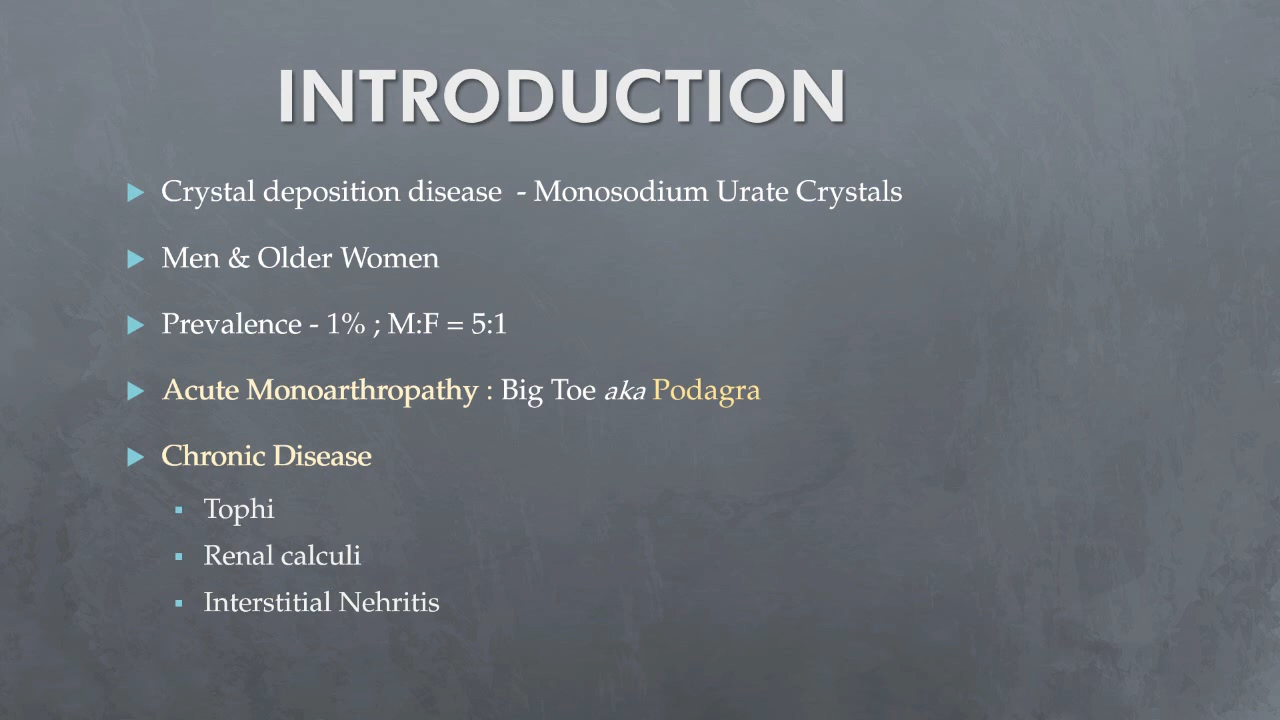 INTRODUCTION
Crystal deposition disease - Monosodium Urate Crystals
Men & Older Women
Prevalence - 1% ; M:F = 5:1
Acute Monoarthropathy : Big Toe aka Podagra
Chronic Disease
Tophi
Renal calculi
Interstitial Nehritis